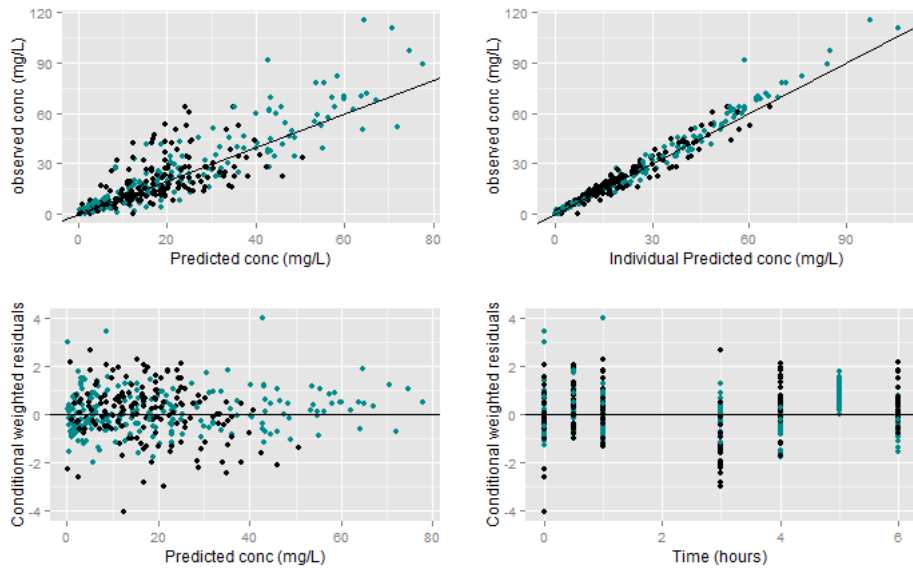 120
90
60
30
0
observed conc (mg/L)
0 20 40 60 80
Predicted conc (mg/L)
120
90
60
30
0
observed conc (mg/L)
0 30 60 90
Individual Predicted conc (mg/L)
4
2
0
-2
-4
Conditional weighted residuals
0 20 40 60 80
Predicted conc (mg/L)
4
2
0
-2
-4
Conditional weighted residuals
0 2 4 6
Time (hours)